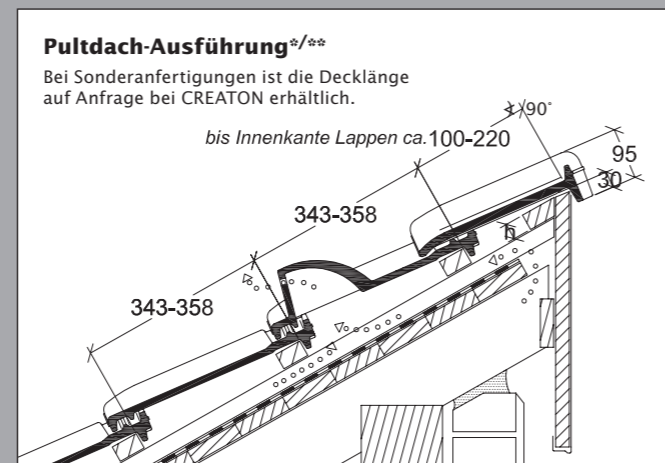 Pultdach-Ausführung*/**
Bei Sonderanfertigungen ist die Decklänge
auf Anfrage bei CREATON erhältlich.
∢ 90°
bis Innenkante Lappen ca. 100-220
95
30
343-358
h
343-358